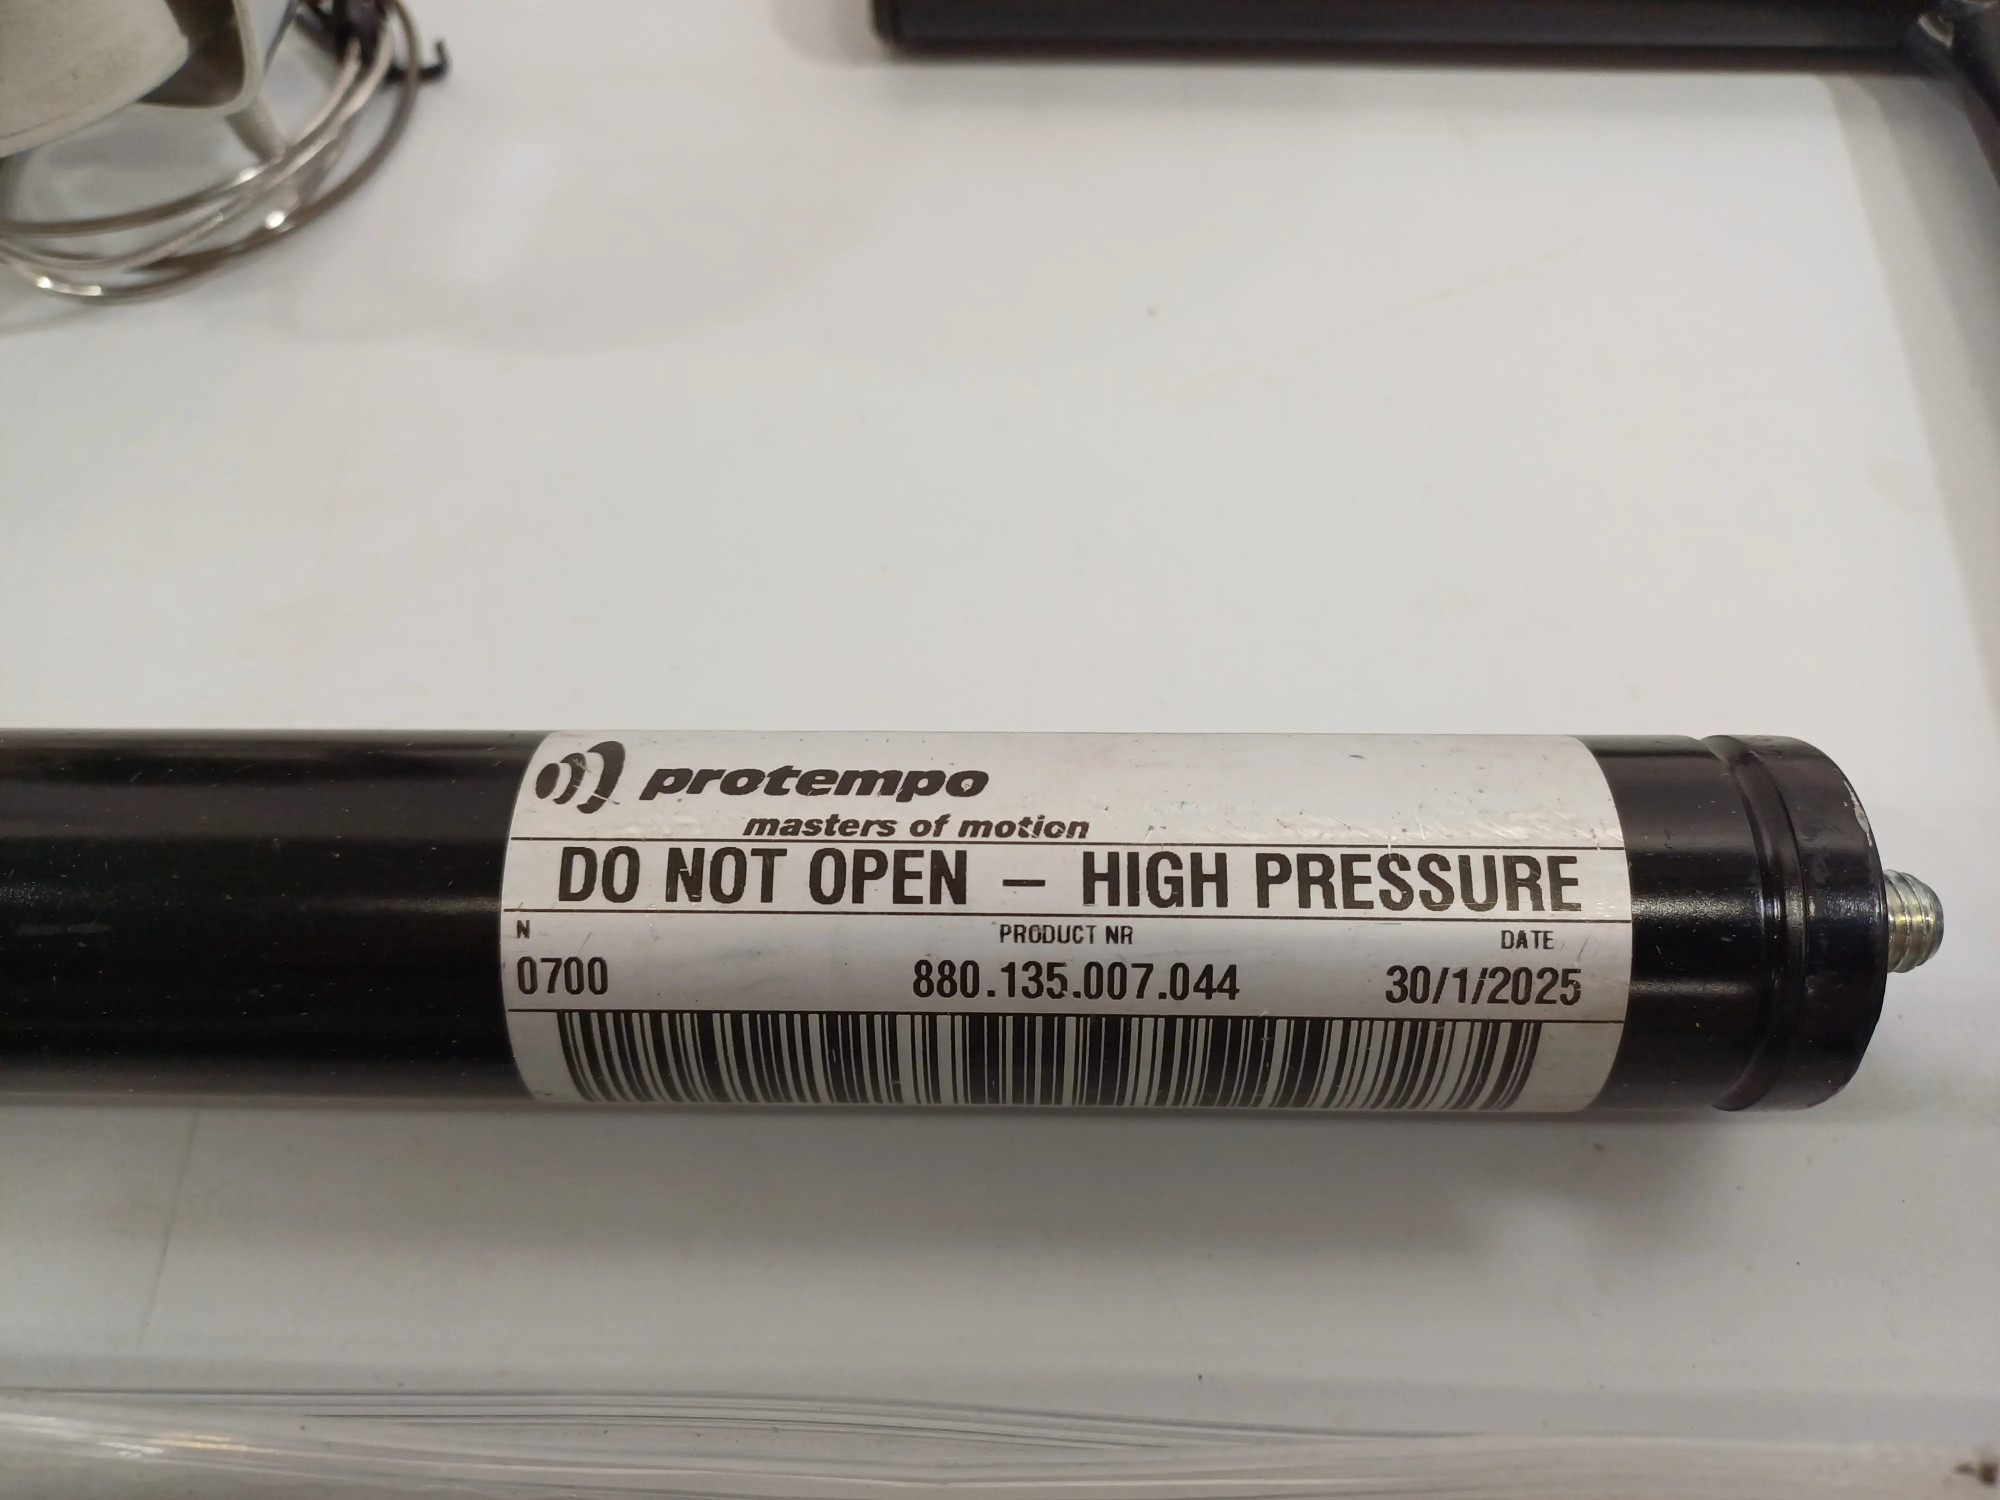 protempo
masters of motion
DO NOT OPEN – HIGH PRESSURE
N PRODUCT NR DATE
0700 880.135.007.044 30/1/2025